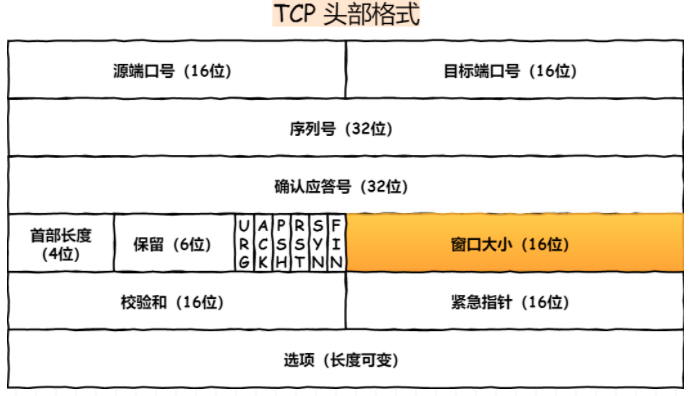 TCP 头部格式
源端口号（16位） 目标端口号（16位）
序列号（32位）
确认应答号（32位）
首部长度
（4位）
保留（6位）
URG
ACK
PSH
RST
SYN
FIN
窗口大小（16位）
校验和（16位） 紧急指针（16位）
选项（长度可变）